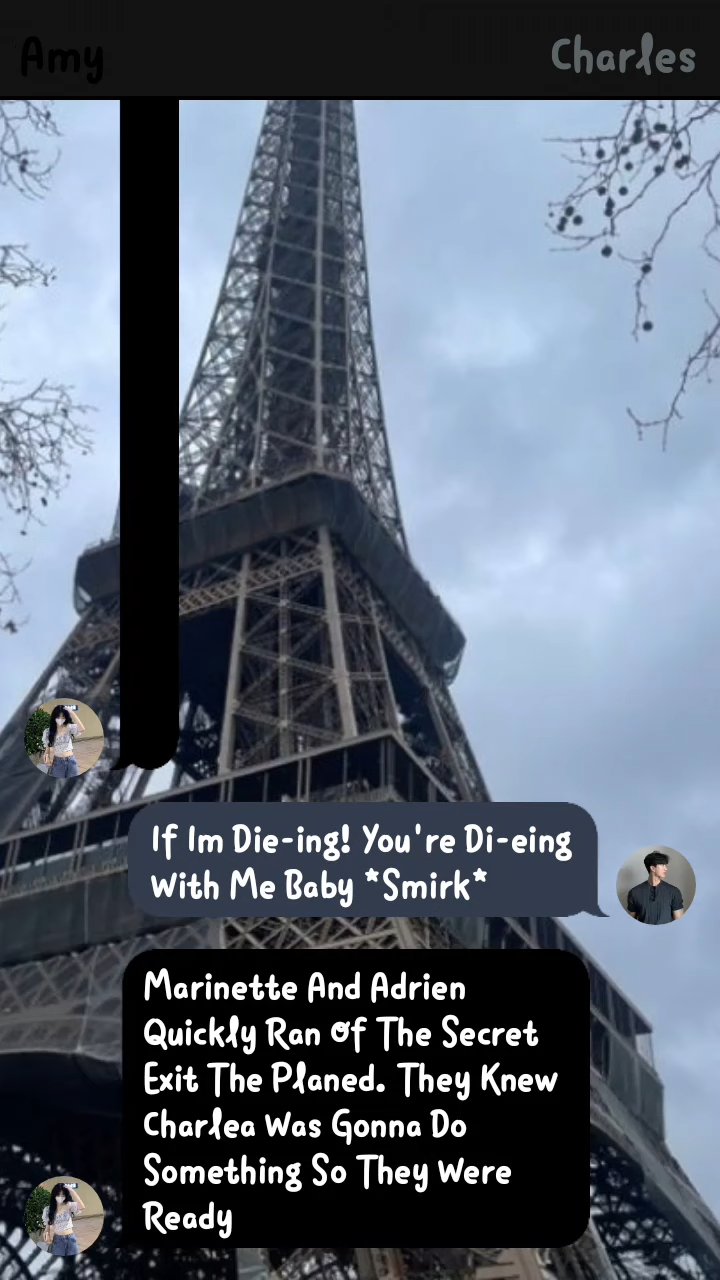 Amy
Charles
If Im Die-ing! You're Di-eing
With Me Baby *Smirk*
Marinette And Adrien
Quickly Ran Of The Secret
Exit The Planed. They Knew
Charlea Was Gonna Do
Something So They Were
Ready